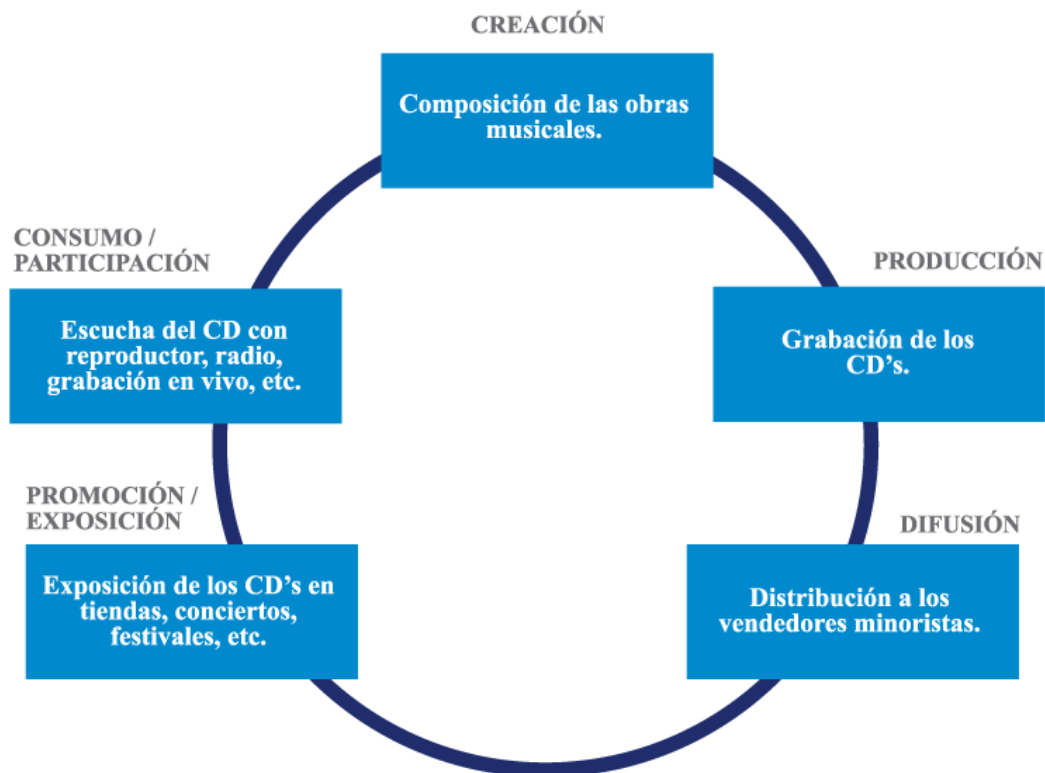 CREACIÓN
Composición de las obras
musicales.
PRODUCCIÓN
Grabación de los
CD’s.
DIFUSIÓN
Distribución a los
vendedores minoristas.
PROMOCIÓN /
EXPOSICIÓN
Exposición de los CD’s en
tiendas, conciertos,
festivales, etc.
CONSUMO /
PARTICIPACIÓN
Escucha del CD con
reproductor, radio,
grabación en vivo, etc.